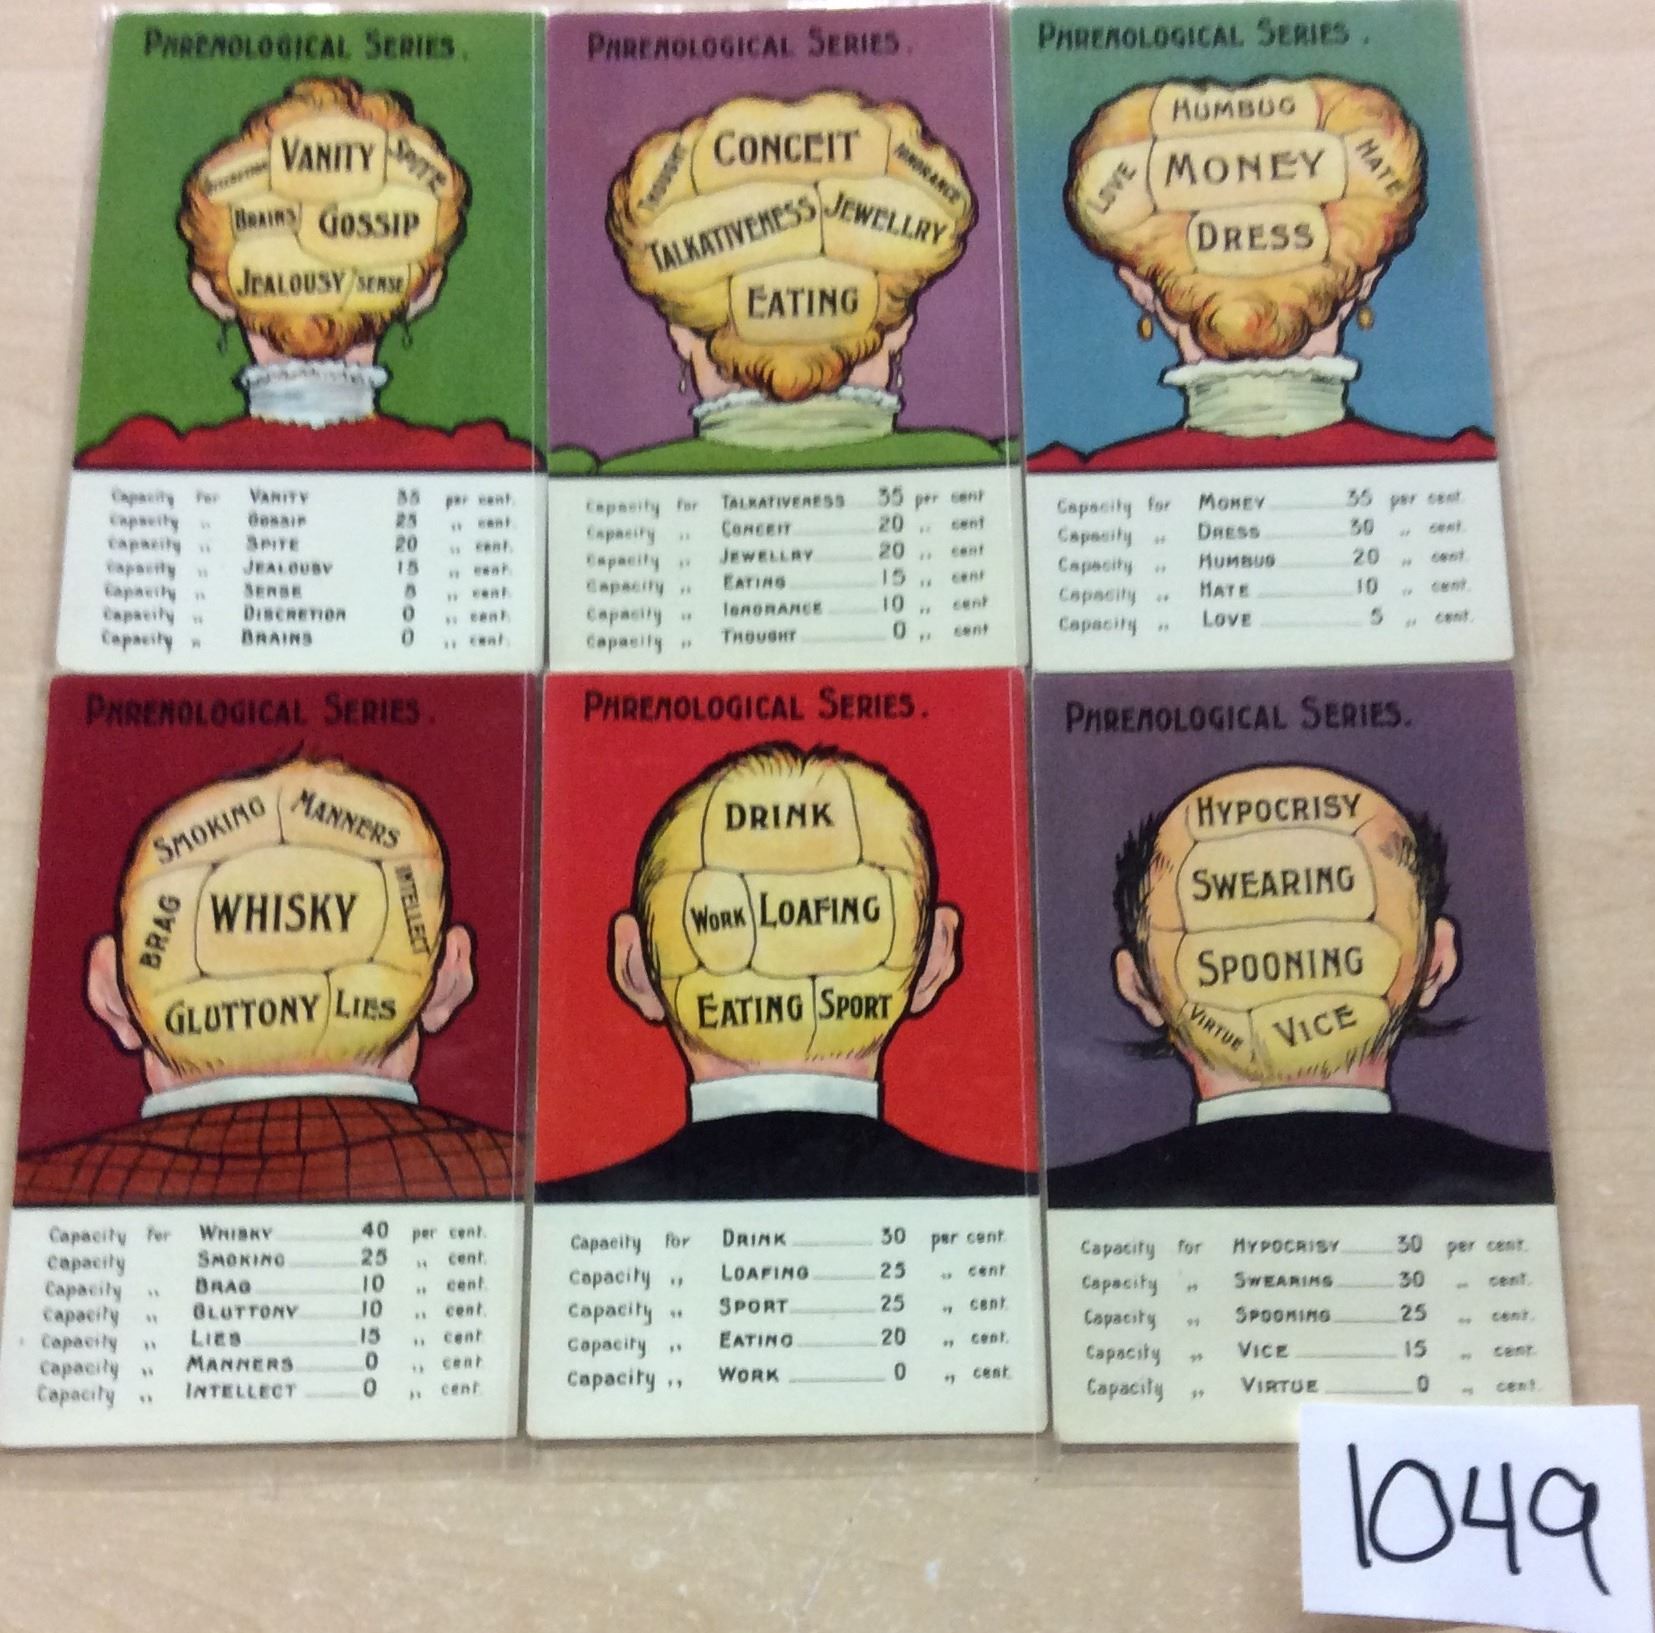 PHRENOLOGICAL SERIES.
VANITY
SPITE
DISCRETION
BRAINS
GOSSIP
JEALOUSY
SENSE
Capacity for VANITY 35 per cent.
Capacity " GOSSIP 25 " cent.
Capacity " SPITE 20 " cent.
Capacity " JEALOUSY 15 " cent.
Capacity " SENSE 5 " cent.
Capacity " DISCRETION 0 " cent.
Capacity " BRAINS 0 " cent.
PHRENOLOGICAL SERIES.
THOUGHT
CONCEIT
IGNORANCE
TALKATIVENESS
JEWELLRY
EATING
Capacity for TALKATIVENESS 35 per cent
Capacity " CONCEIT 20 " cent
Capacity " JEWELLRY 20 " cent
Capacity " EATING 15 " cent
Capacity " IGNORANCE 10 " cent
Capacity " THOUGHT 0 " cent
PHRENOLOGICAL SERIES.
HUMBUG
LOVE
MONEY
HATE
DRESS
Capacity for MONEY 35 per cent.
Capacity " DRESS 30 " cent.
Capacity " HUMBUG 20 " cent.
Capacity " HATE 10 " cent.
Capacity " LOVE 5 " cent.
PHRENOLOGICAL SERIES.
SMOKING
MANNERS
BRAG
WHISKY
INTELLECT
GLUTTONY
LIES
Capacity for WHISKY 40 per cent.
Capacity SMOKING 25 " cent.
Capacity " BRAG 10 " cent.
Capacity " GLUTTONY 10 " cent.
Capacity " LIES 15 " cent
Capacity " MANNERS 0 " cent
Capacity " INTELLECT 0 " cent.
PHRENOLOGICAL SERIES.
DRINK
WORK
LOAFING
EATING
SPORT
Capacity for DRINK 30 per cent.
Capacity " LOAFING 25 " cent
Capacity " SPORT 25 " cent.
Capacity " EATING 20 " cent.
Capacity " WORK 0 " cent.
PHRENOLOGICAL SERIES.
HYPOCRISY
SWEARING
SPOONING
VIRTUE
VICE
Capacity for HYPOCRISY 30 per cent.
Capacity " SWEARING 30 " cent.
Capacity " SPOONING 25 " cent.
Capacity " VICE 15 " cent.
Capacity " VIRTUE 0 " cent.
1049